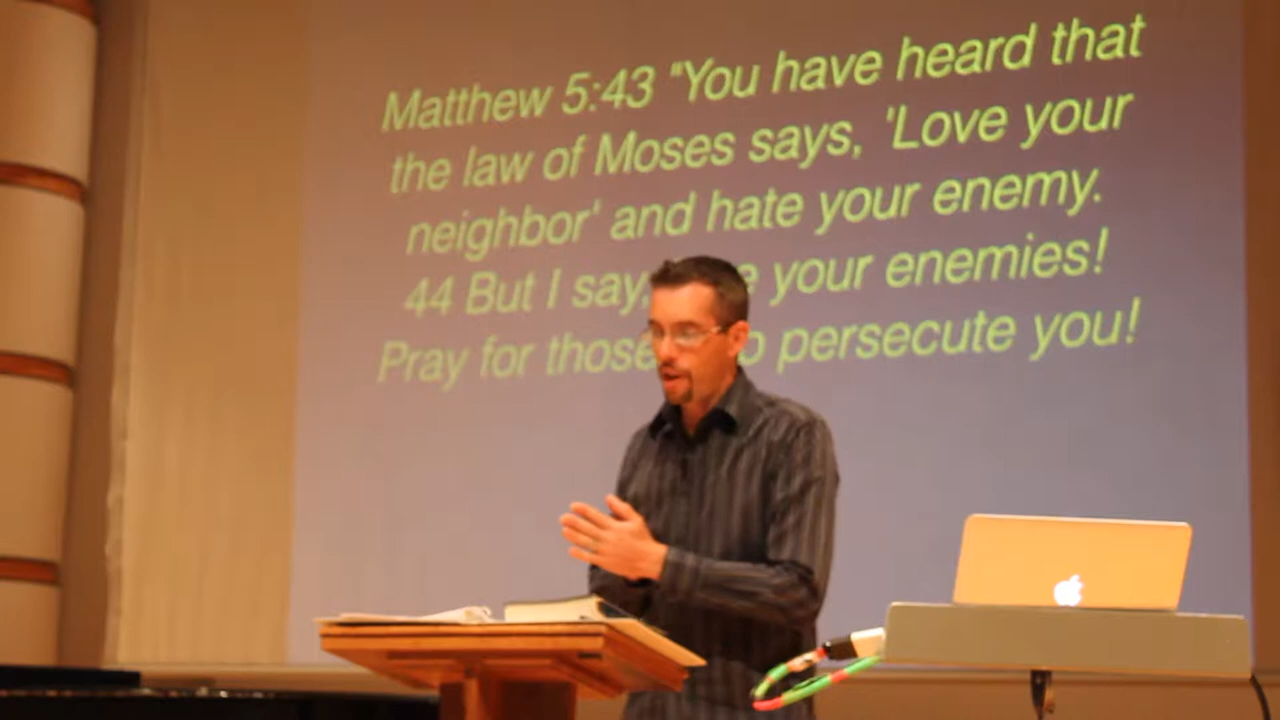 Matthew 5:43 "You have heard that
the law of Moses says, 'Love your
neighbor' and hate your enemy.
44 But I say, your enemies!
Pray for those persecute you!